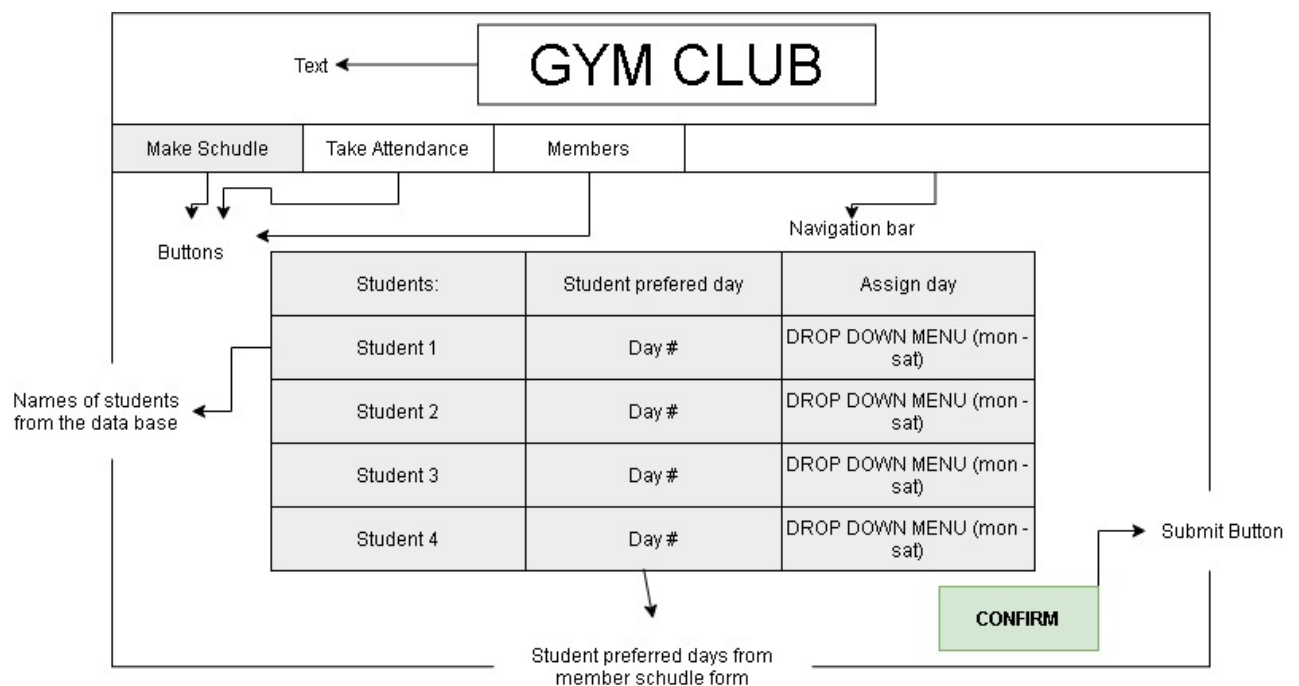 GYM CLUB
Text
Make Schudle
Take Attendance
Members
Buttons
Navigation bar
Students:
Student prefered day
Assign day
Student 1
Day #
DROP DOWN MENU (mon -
sat)
Names of students
from the data base
Student 2
Day #
DROP DOWN MENU (mon -
sat)
Student 3
Day #
DROP DOWN MENU (mon -
sat)
Student 4
Day #
DROP DOWN MENU (mon -
sat)
Submit Button
CONFIRM
Student preferred days from
member schudle form